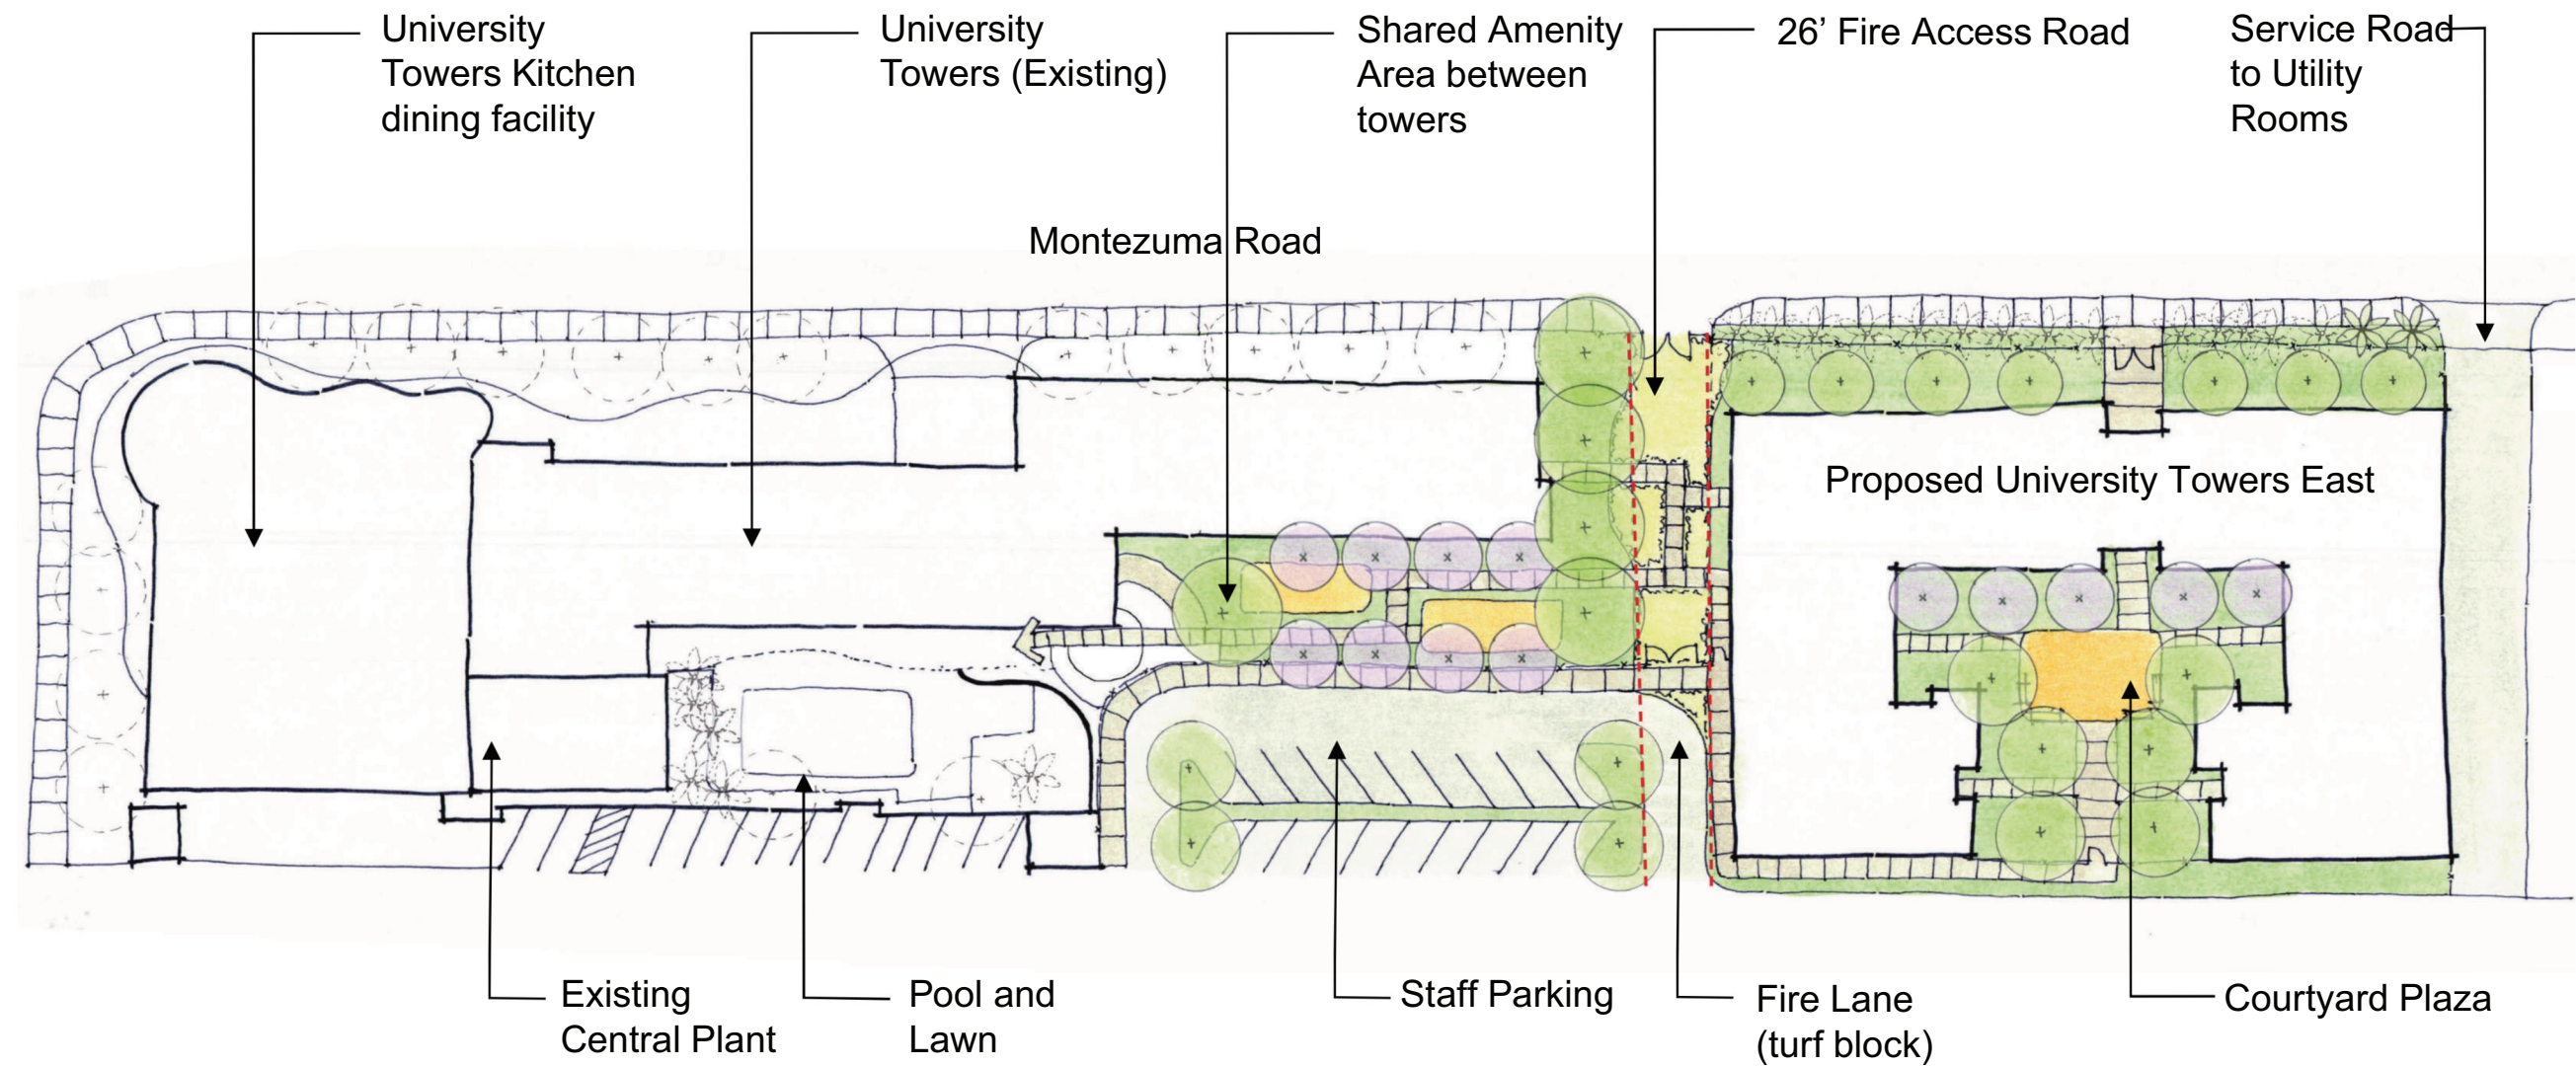 University
Towers Kitchen
dining facility
University
Towers (Existing)
Shared Amenity
Area between
towers
26’ Fire Access Road
Service Road
to Utility
Rooms
Montezuma Road
Proposed University Towers East
Existing
Central Plant
Pool and
Lawn
Staff Parking
Fire Lane
(turf block)
Courtyard Plaza